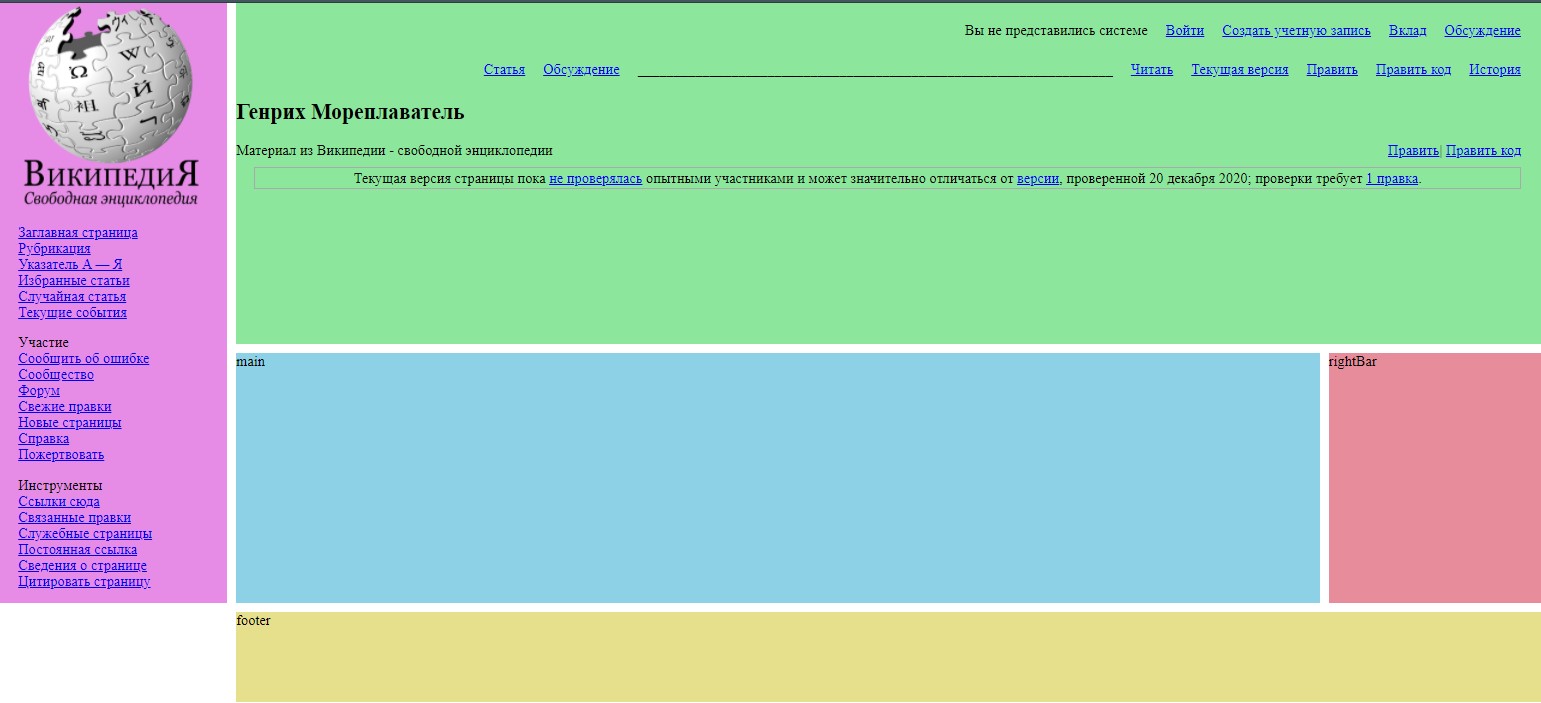 ВикипедиЯ
Свободная энциклопедия
Заглавная страница
Рубрикация
Указатель А — Я
Избранные статьи
Случайная статья
Текущие события
Участие
Сообщить об ошибке
Сообщество
Форум
Свежие правки
Новые страницы
Справка
Пожертвовать
Инструменты
Ссылки сюда
Связанные правки
Служебные страницы
Постоянная ссылка
Сведения о странице
Цитировать страницу
Вы не представились системе Войти Создать учетную запись Вклад Обсуждение
Статья Обсуждение Читать Текущая версия Править Править код История
Генрих Мореплаватель
Материал из Википедии - свободной энциклопедии Править| Править код
Текущая версия страницы пока не проверялась опытными участниками и может значительно отличаться от версии, проверенной 20 декабря 2020; проверки требует 1 правка.
main
rightBar
footer